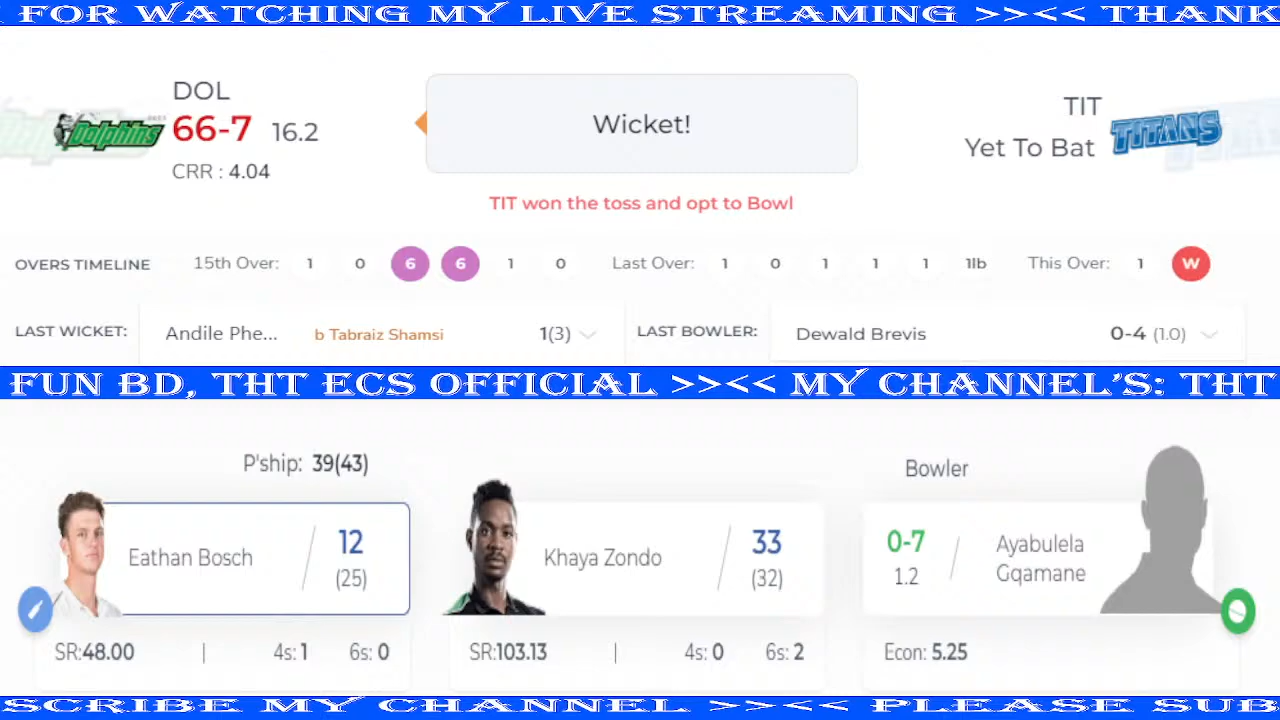 FOR WATCHING MY LIVE STREAMING >><< THANK
DOL
66-7 16.2
CRR : 4.04
Dolphins
Wicket!
TIT
Yet To Bat
TITANS
TIT won the toss and opt to Bowl
OVERS TIMELINE 15th Over: 1 0 6 6 1 0 Last Over: 1 0 1 1 1 1lb This Over: 1 W
LAST WICKET: Andile Phe... b Tabraiz Shamsi 1(3) LAST BOWLER: Dewald Brevis 0-4 (1.0)
FUN BD, THT ECS OFFICIAL >><< MY CHANNEL'S: THT
P'ship: 39(43)
Bowler
Eathan Bosch 12 (25)
Khaya Zondo 33 (32)
0-7 1.2 Ayabulela Gqamane
SR:48.00 | 4s: 1 6s: 0
SR:103.13 | 4s: 0 6s: 2
Econ: 5.25
SCRIBE MY CHANNEL >><< PLEASE SUB